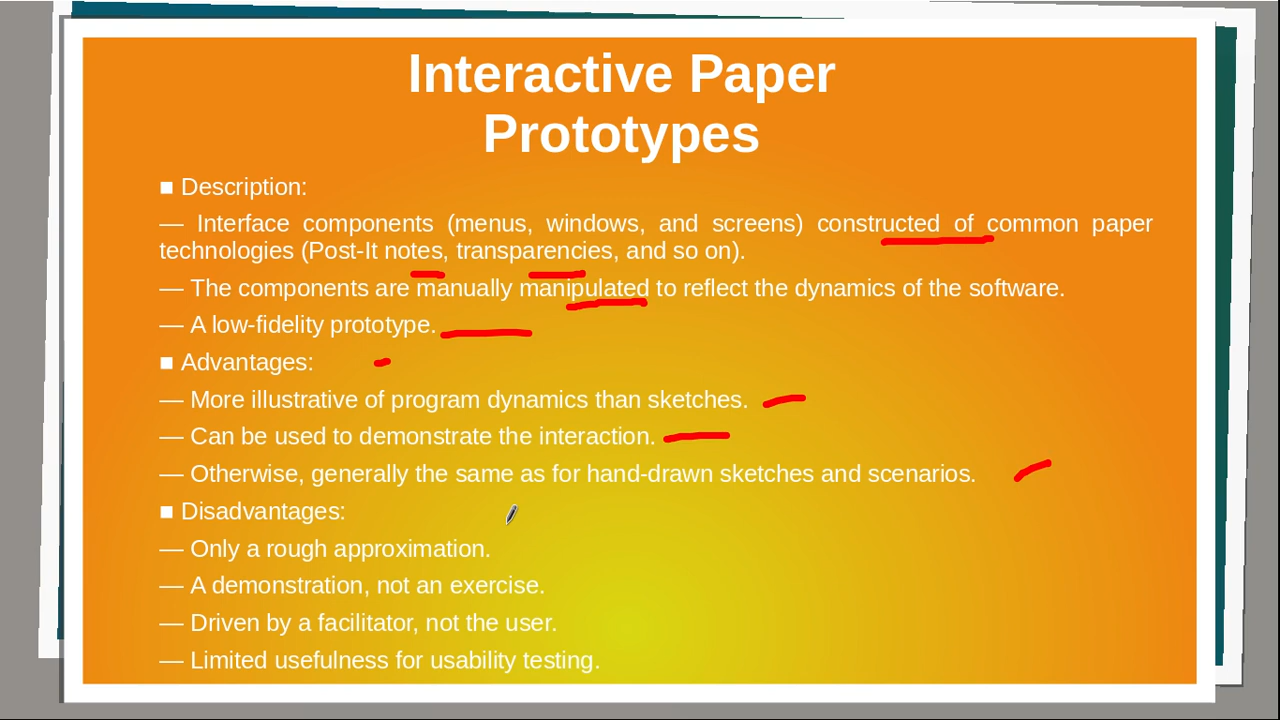 Interactive Paper
Prototypes
■ Description:
— Interface components (menus, windows, and screens) constructed of common paper
technologies (Post-It notes, transparencies, and so on).
— The components are manually manipulated to reflect the dynamics of the software.
— A low-fidelity prototype.
■ Advantages:
— More illustrative of program dynamics than sketches.
— Can be used to demonstrate the interaction.
— Otherwise, generally the same as for hand-drawn sketches and scenarios.
■ Disadvantages:
— Only a rough approximation.
— A demonstration, not an exercise.
— Driven by a facilitator, not the user.
— Limited usefulness for usability testing.